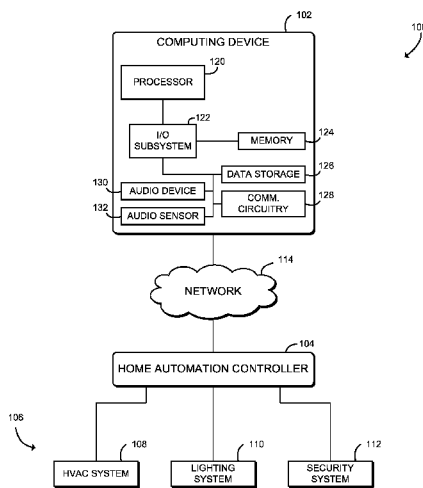 102
COMPUTING DEVICE
100
120
PROCESSOR
122
I/O
SUBSYSTEM
124
MEMORY
126
DATA STORAGE
130
AUDIO DEVICE
128
COMM.
CIRCUITRY
132
AUDIO SENSOR
114
NETWORK
104
HOME AUTOMATION CONTROLLER
106
108
HVAC SYSTEM
110
LIGHTING
SYSTEM
112
SECURITY
SYSTEM